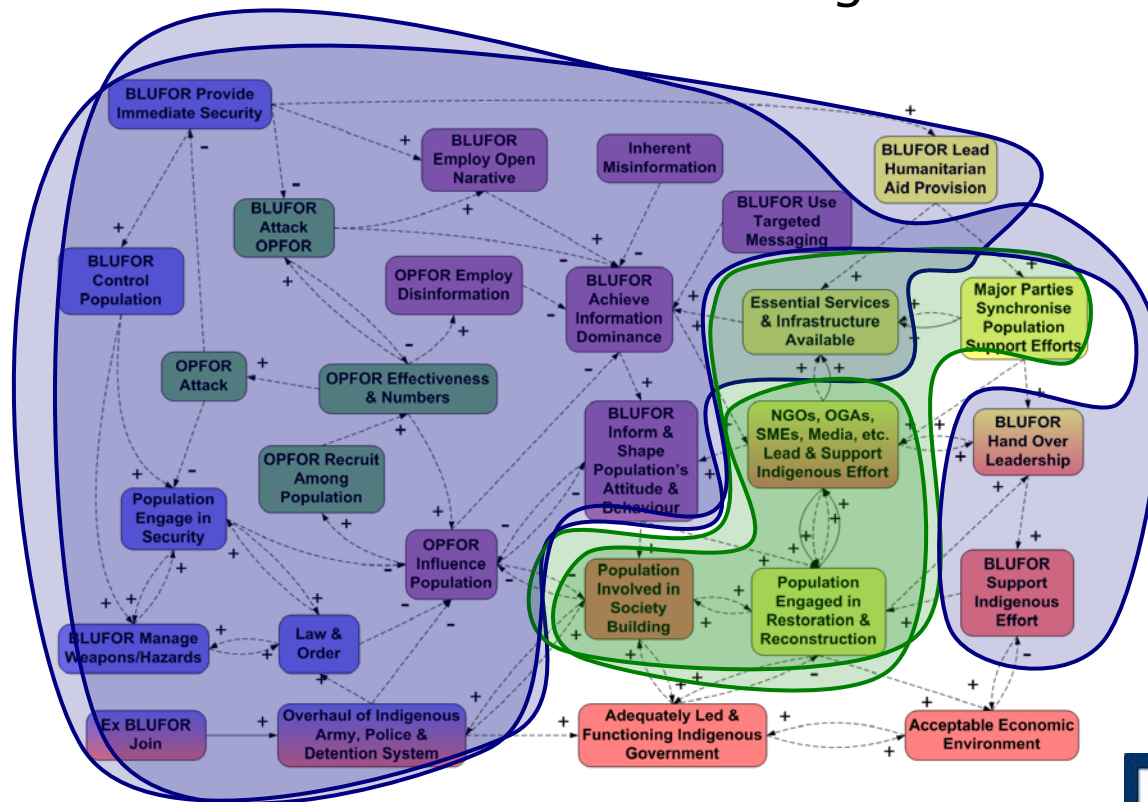 BLUFOR Provide
Immediate Security
BLUFOR
Employ Open
Narative
Inherent
Misinformation
BLUFOR Lead
Humanitarian
Aid Provision
BLUFOR
Attack
OPFOR
BLUFOR Use
Targeted
Messaging
BLUFOR
Control
Population
OPFOR Employ
Disinformation
BLUFOR
Achieve
Information
Dominance
Essential Services
& Infrastructure
Available
Major Parties
Synchronise
Population
Support Efforts
OPFOR
Attack
OPFOR Effectiveness
& Numbers
BLUFOR
Inform &
Shape
Population's
Attitude &
Behaviour
NGOs, OGAs,
SMEs, Media, etc.
Lead & Support
Indigenous Effort
BLUFOR
Hand Over
Leadership
OPFOR Recruit
Among
Population
Population
Engage in
Security
OPFOR
Influence
Population
Population
Involved in
Society
Building
Population
Engaged in
Restoration &
Reconstruction
BLUFOR
Support
Indigenous
Effort
BLUFOR Manage
Weapons/Hazards
Law &
Order
Ex BLUFOR
Join
Overhaul of Indigenous
Army, Police &
Detention System
Adequately Led &
Functioning Indigenous
Government
Acceptable Economic
Environment